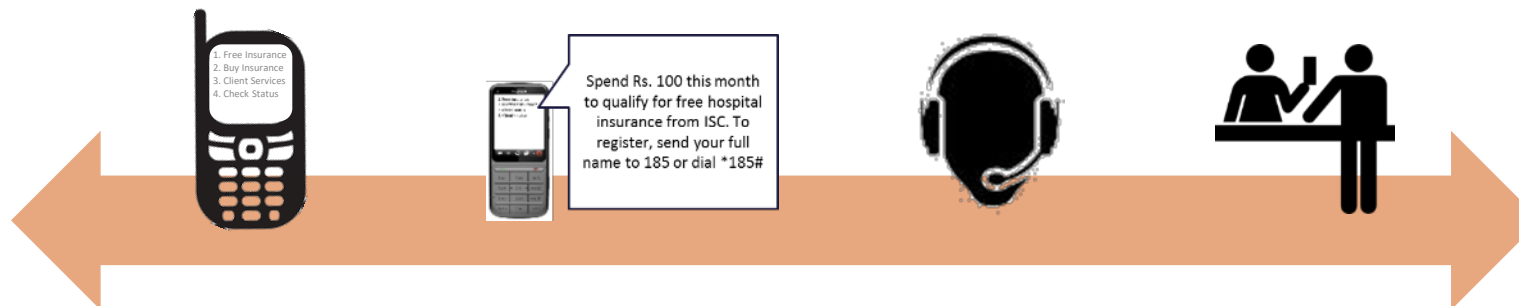 1. Free Insurance
2. Buy Insurance
3. Client Services
4. Check Status
Spend Rs. 100 this month
to qualify for free hospital
insurance from ISC. To
register, send your full
name to 185 or dial *185#